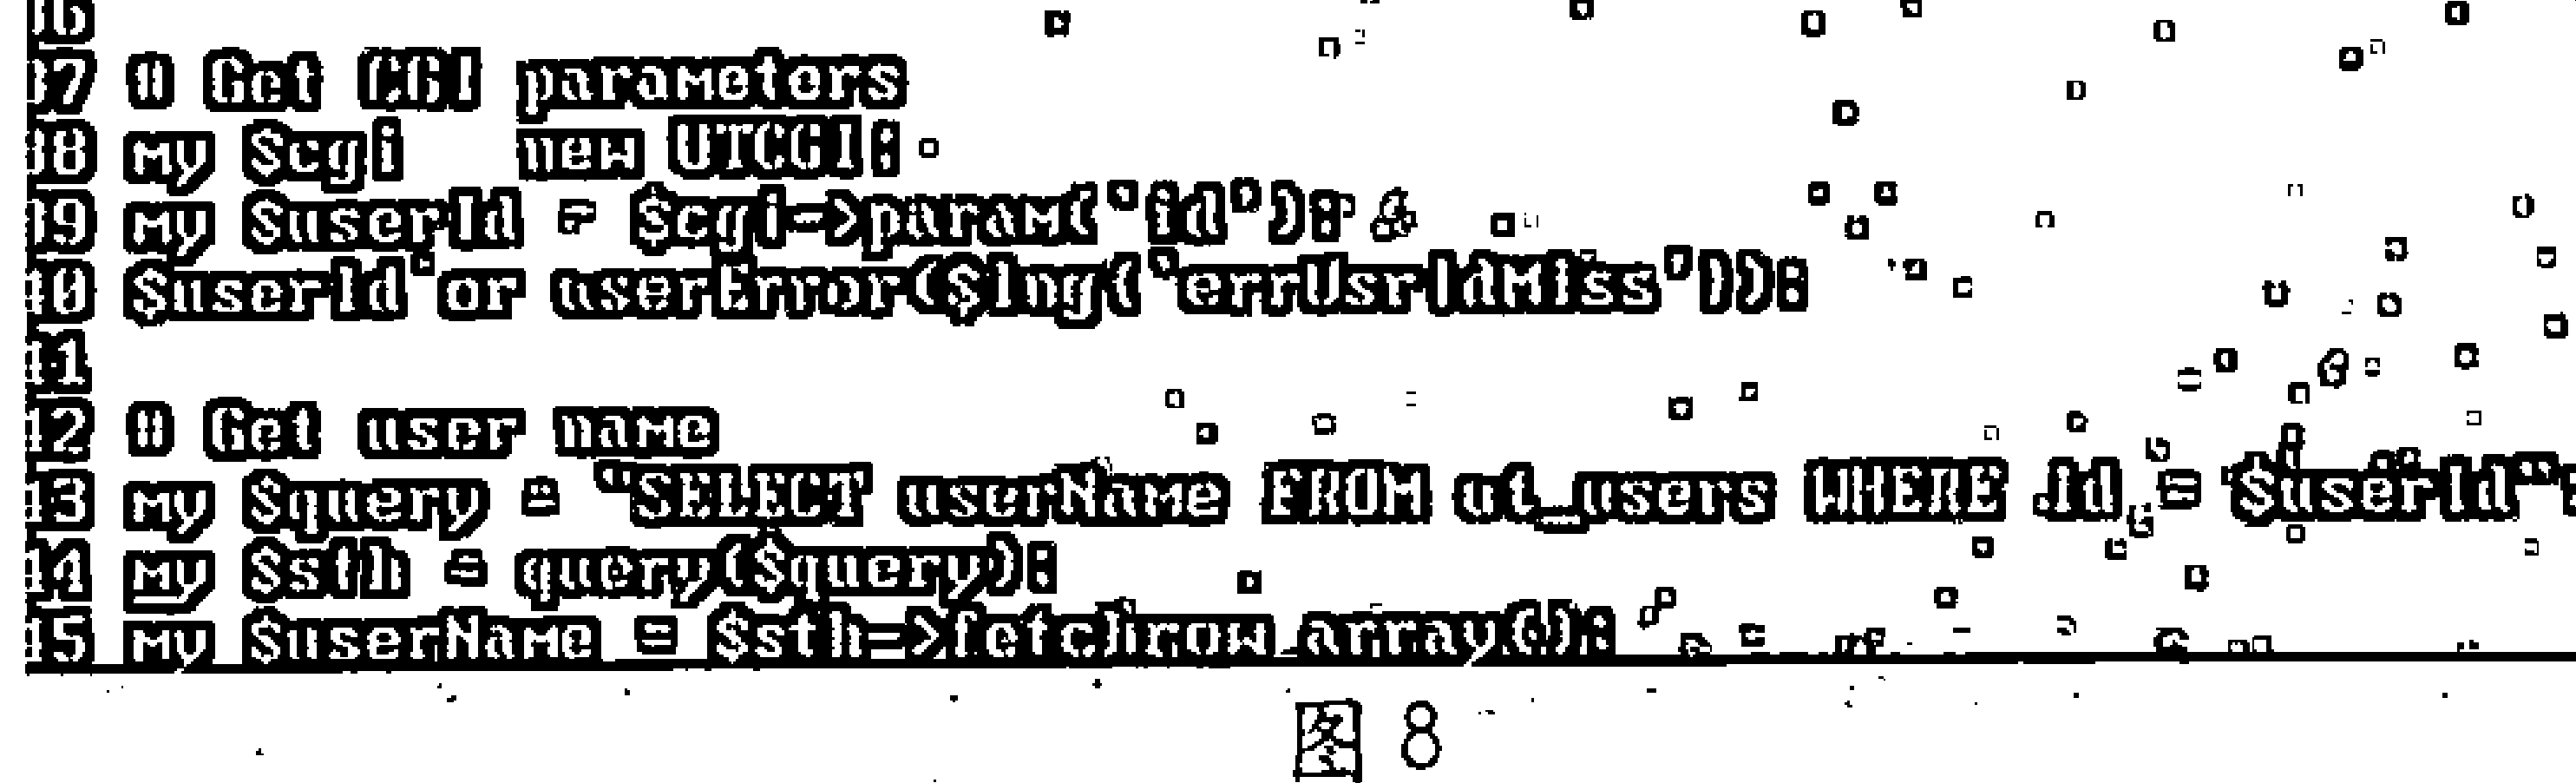 36
37 # Get CGI parameters
38 my $cgi   new UTCGI;
39 my $userId = $cgi->param('id');
40 $userId or userError($lng{'errUsrIdMiss'});
41
42 # Get user name
43 my $query = "SELECT userName FROM ut_users WHERE id = $userId";
44 my $sth = query($query);
45 my $userName = $sth->fetchrow_array();
图 8